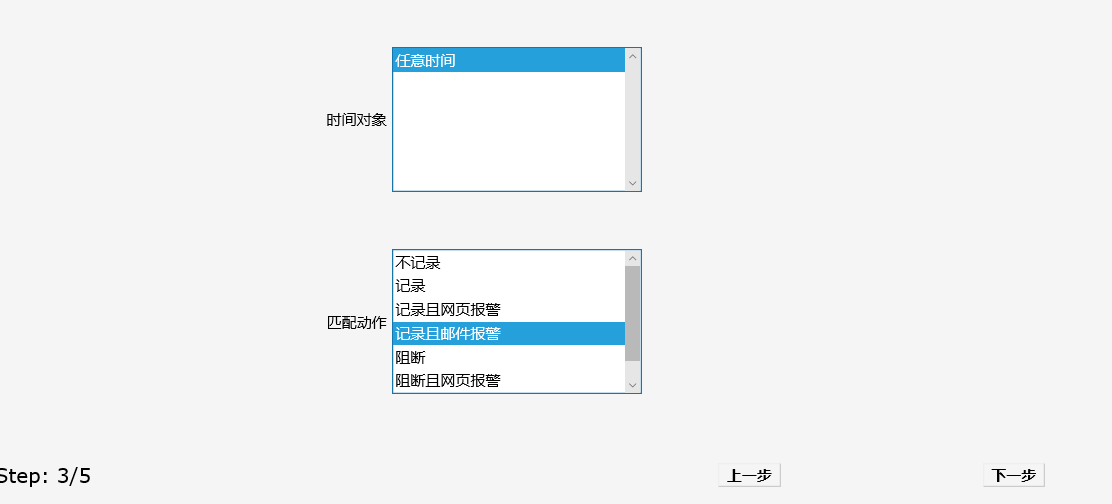 任意时间
时间对象
不记录
记录
记录且网页报警
记录且邮件报警
匹配动作
阻断
阻断且网页报警
Step: 3/5
上一步
下一步